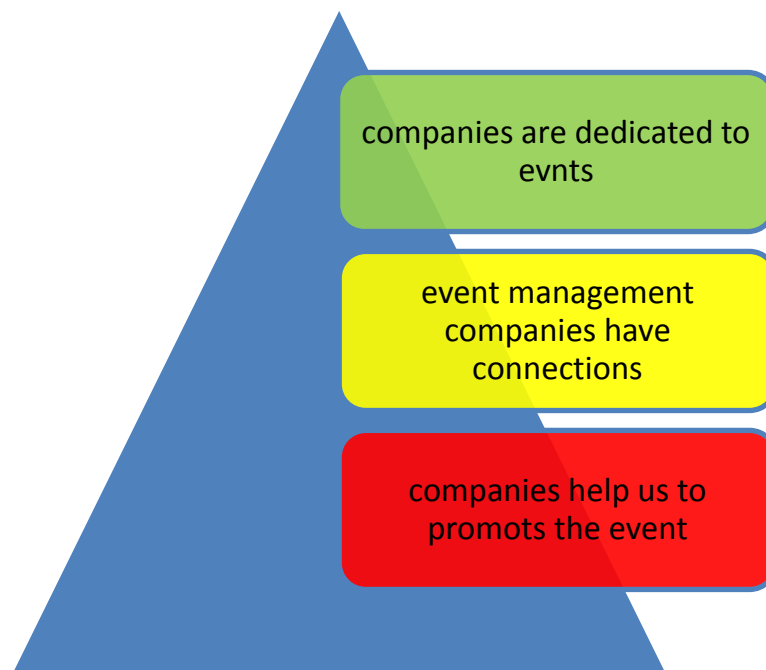 companies are dedicated to
evnts
event management
companies have
connections
companies help us to
promots the event